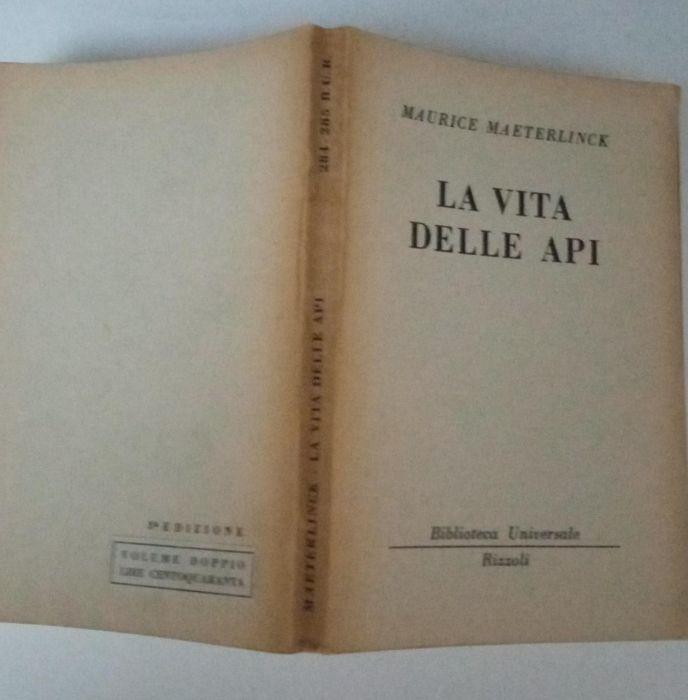 MAURICE MAETERLINCK
LA VITA
DELLE API
Biblioteca Universale
Rizzoli
MAETERLINCK - LA VITA DELLE API
284 - 285 B U R
EDIZIONE
VOLUME DOPPIO
LIRE CENTOQUARANTA